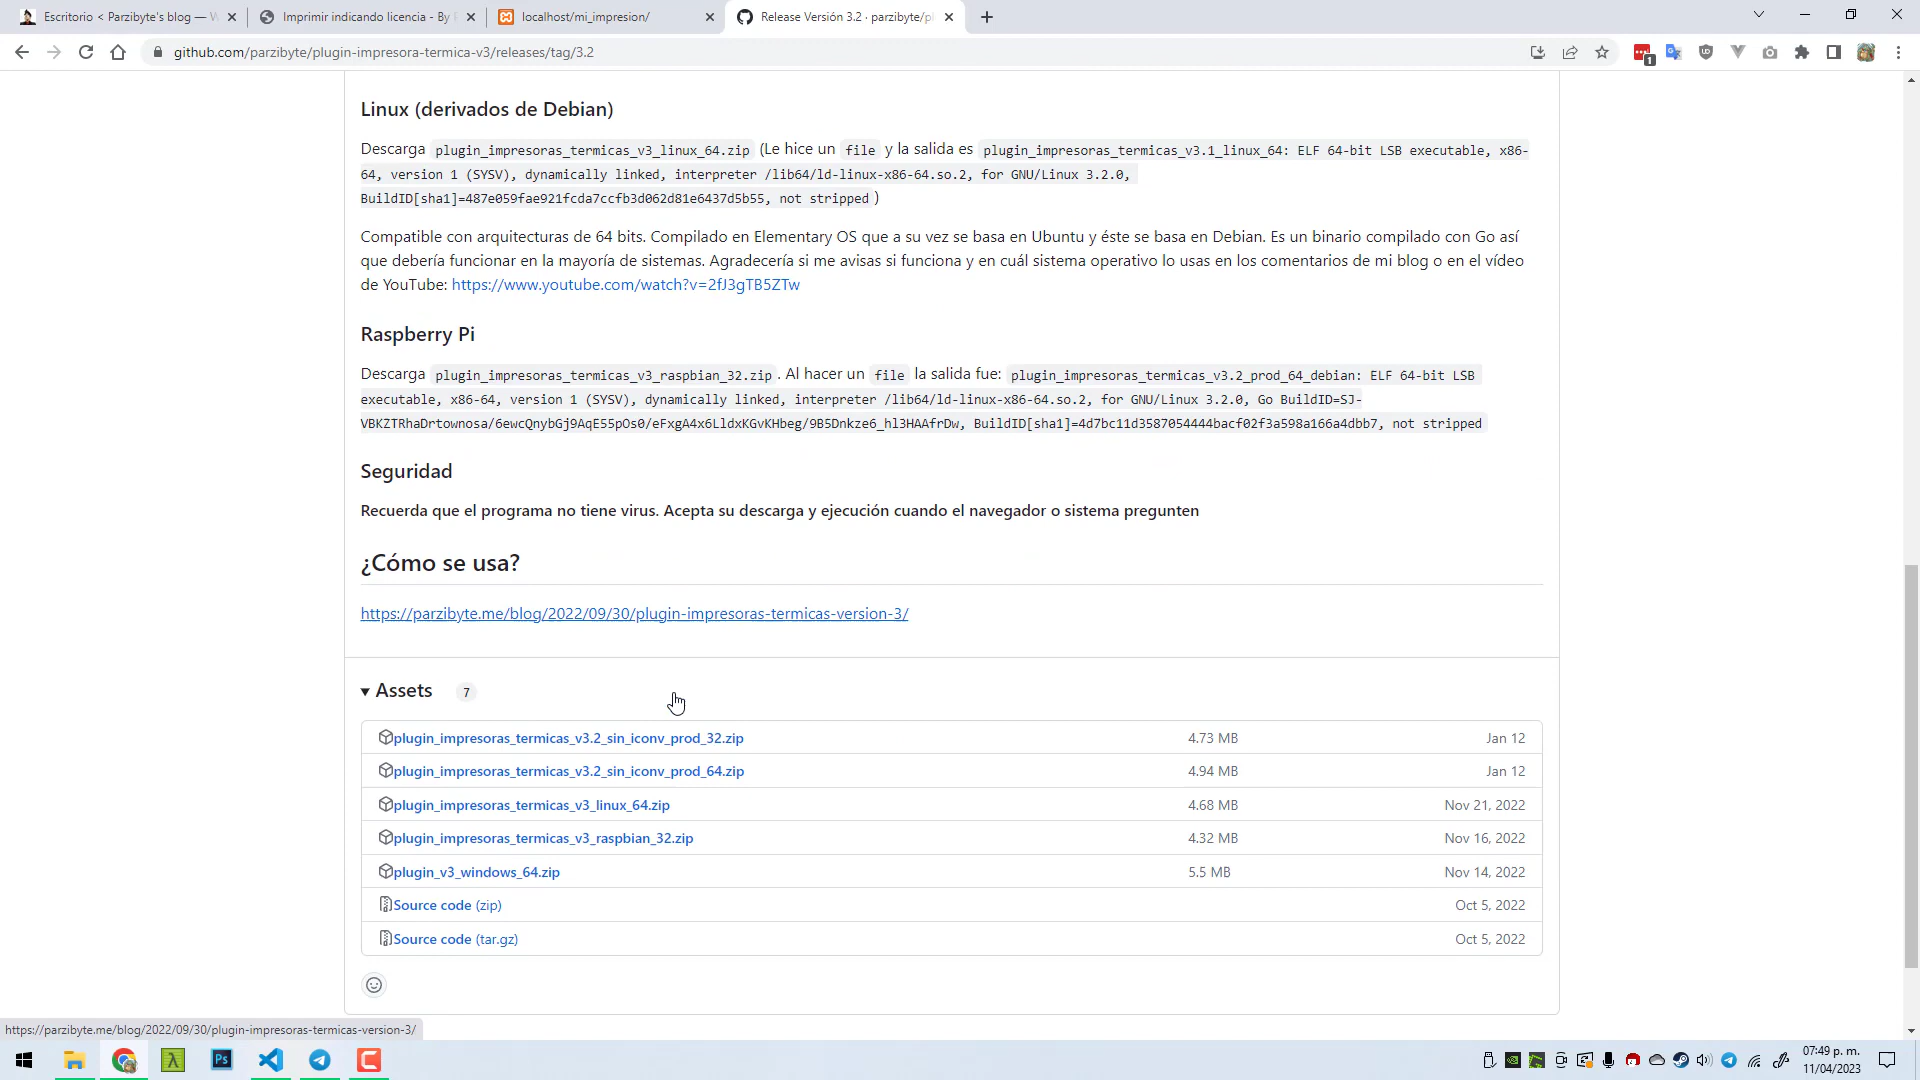 Escritorio < Parzibyte's blog — W
Imprimir indicando licencia - By P
localhost/mi_impresion/
Release Versión 3.2 · parzibyte/pl
github.com/parzibyte/plugin-impresora-termica-v3/releases/tag/3.2
1
Linux (derivados de Debian)
Descarga plugin_impresoras_termicas_v3_linux_64.zip (Le hice un file y la salida es plugin_impresoras_termicas_v3.1_linux_64: ELF 64-bit LSB executable, x86-
64, version 1 (SYSV), dynamically linked, interpreter /lib64/ld-linux-x86-64.so.2, for GNU/Linux 3.2.0,
BuildID[sha1]=487e059fae921fcda7ccfb3d062d81e6437d5b55, not stripped )
Compatible con arquitecturas de 64 bits. Compilado en Elementary OS que a su vez se basa en Ubuntu y éste se basa en Debian. Es un binario compilado con Go así
que debería funcionar en la mayoría de sistemas. Agradecería si me avisas si funciona y en cuál sistema operativo lo usas en los comentarios de mi blog o en el vídeo
de YouTube: https://www.youtube.com/watch?v=2fJ3gTB5ZTw
Raspberry Pi
Descarga plugin_impresoras_termicas_v3_raspbian_32.zip . Al hacer un file la salida fue: plugin_impresoras_termicas_v3.2_prod_64_debian: ELF 64-bit LSB
executable, x86-64, version 1 (SYSV), dynamically linked, interpreter /lib64/ld-linux-x86-64.so.2, for GNU/Linux 3.2.0, Go BuildID=SJ-
VBKZTRhaDrtownosa/6ewcQnybGj9AqE55pOs0/eFxgA4x6LldxKGvKHbeg/9B5Dnkze6_hl3HAAfrDw, BuildID[sha1]=4d7bc11d3587054444bacf02f3a598a166a4dbb7, not stripped
Seguridad
Recuerda que el programa no tiene virus. Acepta su descarga y ejecución cuando el navegador o sistema pregunten
¿Cómo se usa?
https://parzibyte.me/blog/2022/09/30/plugin-impresoras-termicas-version-3/
Assets 7
plugin_impresoras_termicas_v3.2_sin_iconv_prod_32.zip 4.73 MB Jan 12
plugin_impresoras_termicas_v3.2_sin_iconv_prod_64.zip 4.94 MB Jan 12
plugin_impresoras_termicas_v3_linux_64.zip 4.68 MB Nov 21, 2022
plugin_impresoras_termicas_v3_raspbian_32.zip 4.32 MB Nov 16, 2022
plugin_v3_windows_64.zip 5.5 MB Nov 14, 2022
Source code (zip) Oct 5, 2022
Source code (tar.gz) Oct 5, 2022
https://parzibyte.me/blog/2022/09/30/plugin-impresoras-termicas-version-3/
Ps
07:49 p. m.
11/04/2023